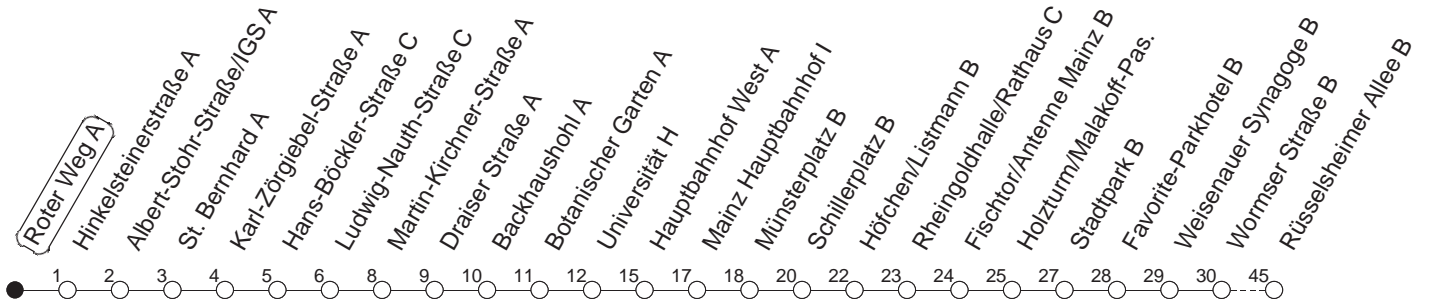 Roter Weg A
Hinkelsteinerstraße A
Albert-Stohr-Straße/IGS A
St. Bernhard A
Karl-Zörgiebel-Straße A
Hans-Böckler-Straße C
Ludwig-Nauth-Straße C
Martin-Kirchner-Straße A
Draiser Straße A
Backhaushohl A
Botanischer Garten A
Universität H
Hauptbahnhof West A
Mainz Hauptbahnhof I
Münsterplatz B
Schillerplatz B
Höfchen/Listmann B
Rheingoldhalle/Rathaus C
Fischtor/Antenne Mainz B
Holzturm/Malakoff-Pas.
Stadtpark B
Favorite-Parkhotel B
Weisenauer Synagoge B
Wormser Straße B
Rüsselsheimer Allee B
1 2 3 4 5 6 8 9 10 11 12 15 17 18 20 22 23 24 25 27 28 29 30 45